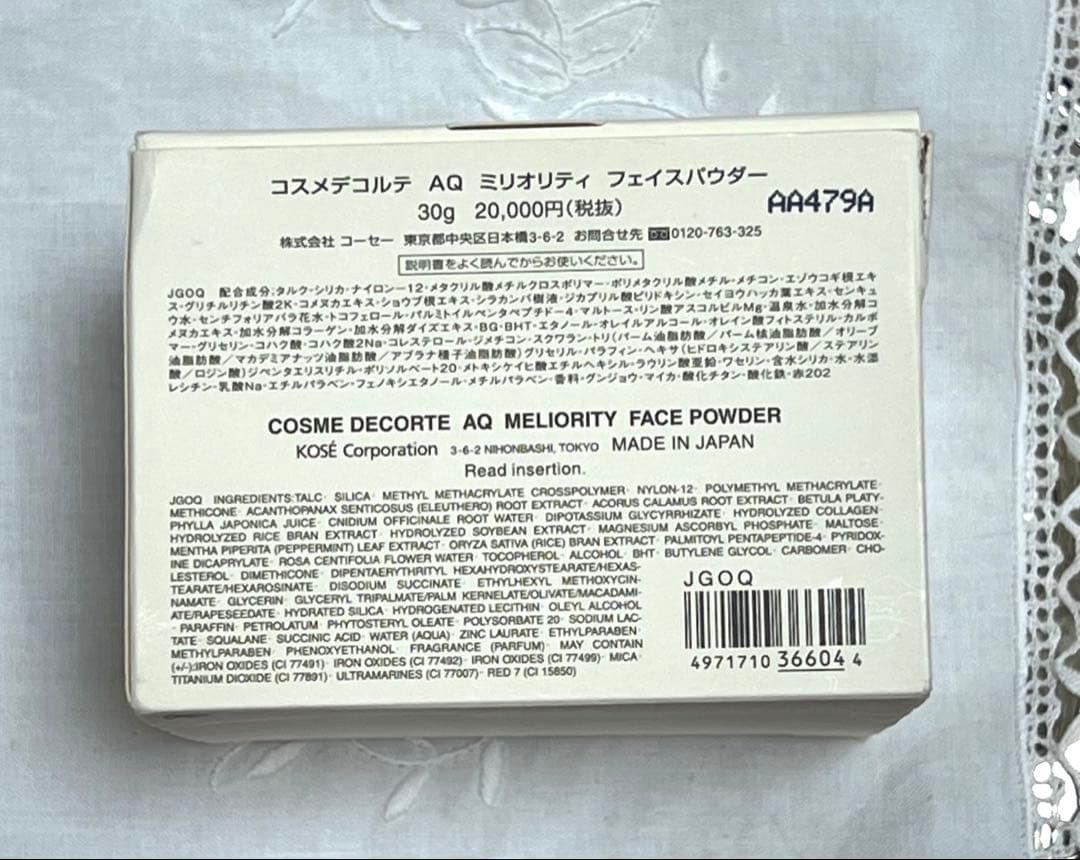 コスメデコルテ AQ ミリオリティ フェイスパウダー
30g 20,000円(税抜)
AA479A
株式会社 コーセー 東京都中央区日本橋3-6-2 お問合せ先 0120-763-325
説明書をよく読んでからお使いください。
JGOQ 配合成分:タルク・シリカ・ナイロン-12・メタクリル酸メチルクロスポリマー・ポリメタクリル酸メチル・メチコン・エゾウコギ根エキ
ス・グリチルリチン酸2K・コメヌカエキス・ショウブ根エキス・シラカンバ樹液・ジカプリル酸ピリドキシン・セイヨウハッカ葉エキス・センキュ
ウ水・センチフォリアバラ花水・トコフェロール・パルミトイルペンタペプチド-4・マルトース・リン酸アスコルビルMg・温泉水・加水分解コ
メヌカエキス・加水分解コラーゲン・加水分解ダイズエキス・BG・BHT・エタノール・オレイルアルコール・オレイン酸フィトステリル・カルボ
マー・グリセリン・コハク酸・コハク酸2Na・コレステロール・ジメチコン・スクワラン・トリ(パーム油脂肪酸/パーム核油脂肪酸/オリーブ
油脂肪酸/マカデミアナッツ油脂肪酸/アブラナ種子油脂肪酸)グリセリル・パラフィン・ヘキサ(ヒドロキシステアリン酸/ステアリン
酸/ロジン酸)ジペンタエリスリチル・ポリソルベート20・メトキシケイヒ酸エチルヘキシル・ラウリン酸亜鉛・ワセリン・含水シリカ・水・水添
レシチン・乳酸Na・エチルパラベン・フェノキシエタノール・メチルパラベン・香料・グンジョウ・マイカ・酸化チタン・酸化鉄・赤202
COSME DECORTE AQ MELIORITY FACE POWDER
KOSÉ Corporation 3-6-2 NIHONBASHI, TOKYO MADE IN JAPAN
Read insertion.
JGOQ INGREDIENTS:TALC· SILICA· METHYL METHACRYLATE CROSSPOLYMER· NYLON-12· POLYMETHYL METHACRYLATE·
METHICONE· ACANTHOPANAX SENTICOSUS (ELEUTHERO) ROOT EXTRACT· ACORUS CALAMUS ROOT EXTRACT· BETULA PLATY-
PHYLLA JAPONICA JUICE· CNIDIUM OFFICINALE ROOT WATER· DIPOTASSIUM GLYCYRRHIZATE· HYDROLYZED COLLAGEN·
HYDROLYZED RICE BRAN EXTRACT· HYDROLYZED SOYBEAN EXTRACT· MAGNESIUM ASCORBYL PHOSPHATE· MALTOSE·
MENTHA PIPERITA (PEPPERMINT) LEAF EXTRACT· ORYZA SATIVA (RICE) BRAN EXTRACT· PALMITOYL PENTAPEPTIDE-4· PYRIDOX-
INE DICAPRYLATE· ROSA CENTIFOLIA FLOWER WATER· TOCOPHEROL· ALCOHOL· BHT· BUTYLENE GLYCOL· CARBOMER· CHO-
LESTEROL· DIMETHICONE· DIPENTAERYTHRITYL HEXAHYDROXYSTEARATE/HEXAS-
TEARATE/HEXAROSINATE· DISODIUM SUCCINATE· ETHYLHEXYL METHOXYCIN-
NAMATE· GLYCERIN· GLYCERYL TRIPALMATE/PALM KERNELATE/OLIVATE/MACADAMI-
ATE/RAPESEEDATE· HYDRATED SILICA· HYDROGENATED LECITHIN· OLEYL ALCOHOL
· PARAFFIN· PETROLATUM· PHYTOSTERYL OLEATE· POLYSORBATE 20· SODIUM LAC-
TATE· SQUALANE· SUCCINIC ACID· WATER (AQUA)· ZINC LAURATE· ETHYLPARABEN·
METHYLPARABEN· PHENOXYETHANOL· FRAGRANCE (PARFUM)· MAY CONTAIN
(+/-):IRON OXIDES (CI 77491)· IRON OXIDES (CI 77492)· IRON OXIDES (CI 77499)· MICA·
TITANIUM DIOXIDE (CI 77891)· ULTRAMARINES (CI 77007)· RED 7 (CI 15850)
JGOQ
4971710 36604 4